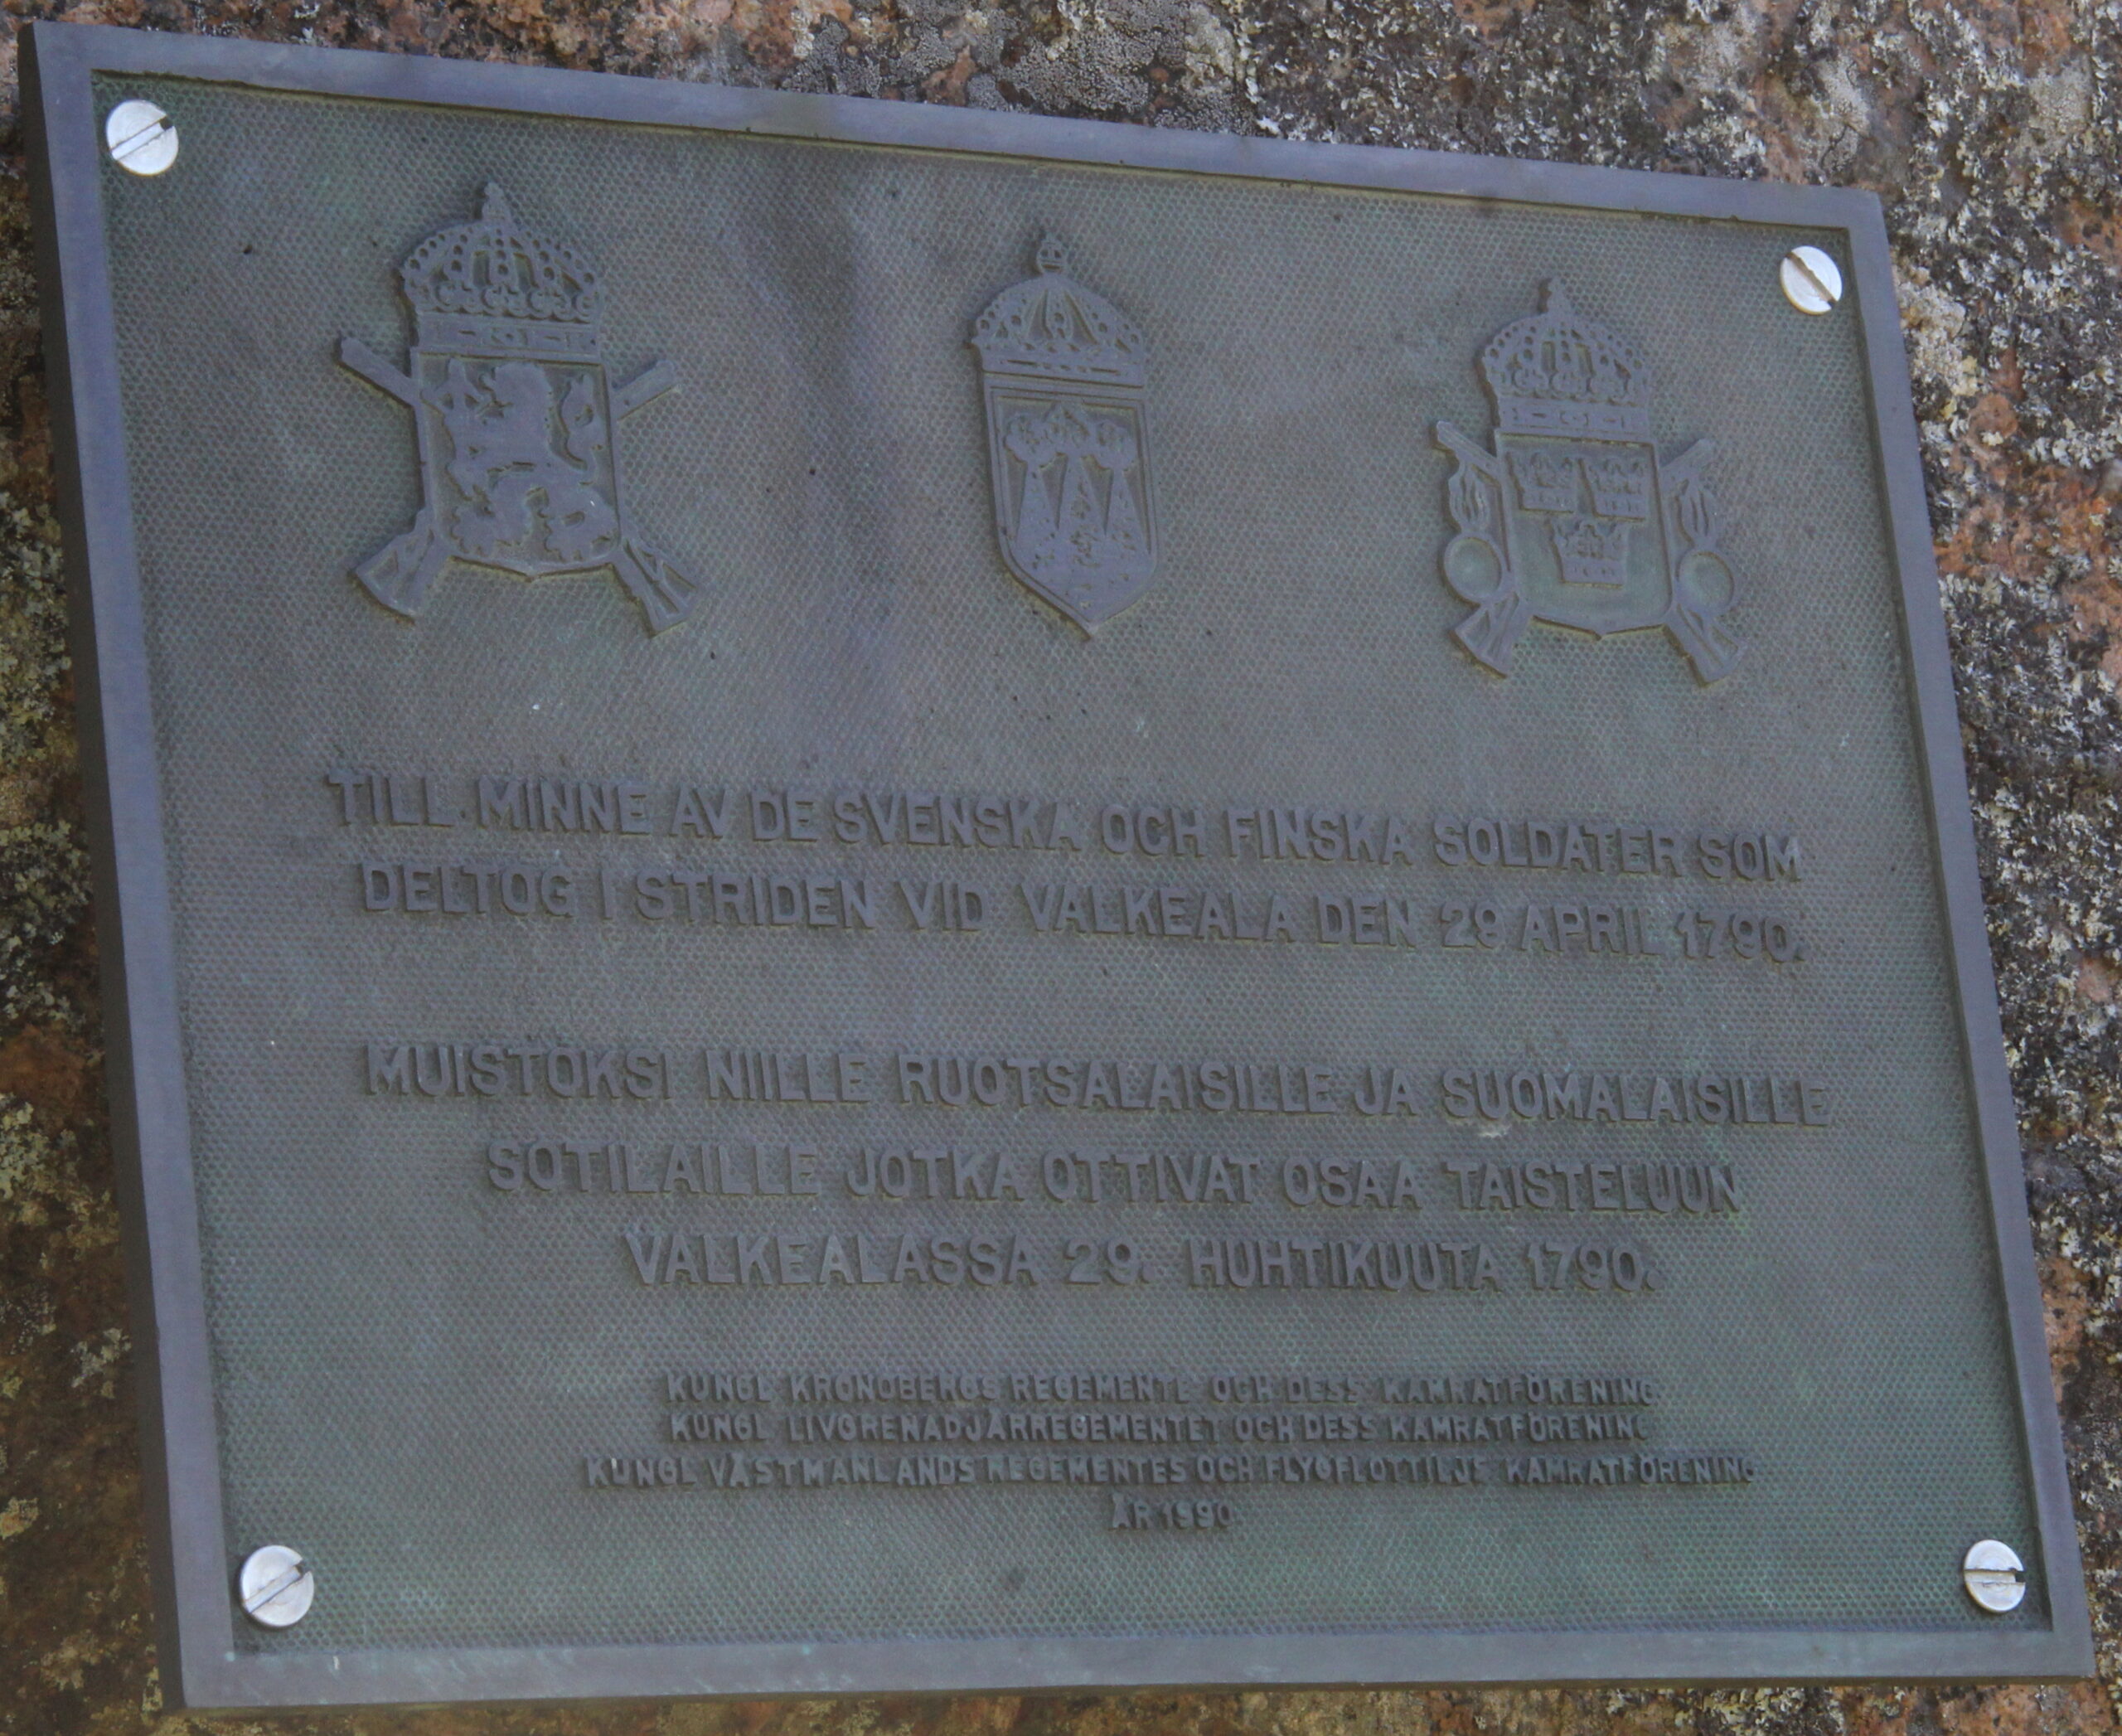 TILL MINNE AV DE SVENSKA OCH FINSKA SOLDATER SOM
DELTOG I STRIDEN VID VALKEALA DEN 29 APRIL 1790.
MUISTOKSI NIILLE RUOTSALAISILLE JA SUOMALAISILLE
SOTILAILLE JOTKA OTTIVAT OSAA TAISTELUUN
VALKEALASSA 29. HUHTIKUUTA 1790.
KUNGL KRONOBERGS REGEMENTE OCH DESS KAMRATFÖRENING
KUNGL LIVGRENADJÄRREGEMENTET OCH DESS KAMRATFÖRENING
KUNGL VÄSTMANLANDS REGEMENTES OCH FLYGFLOTTILJS KAMRATFÖRENING
ÅR 1990